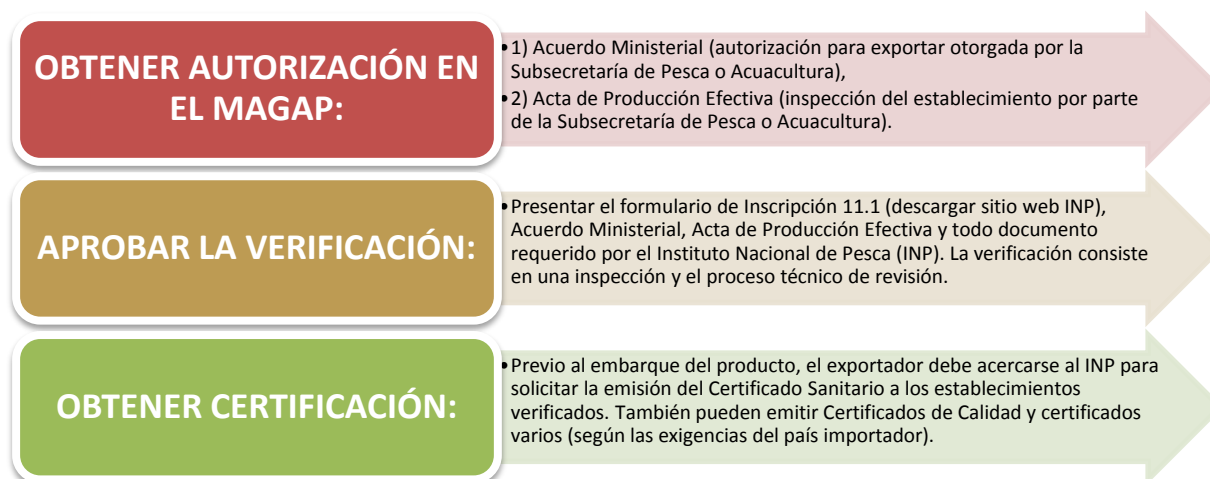 OBTENER AUTORIZACIÓN EN
EL MAGAP:
•1) Acuerdo Ministerial (autorización para exportar otorgada por la
Subsecretaría de Pesca o Acuacultura),
•2) Acta de Producción Efectiva (inspección del establecimiento por parte
de la Subsecretaría de Pesca o Acuacultura).
APROBAR LA VERIFICACIÓN:
•Presentar el formulario de Inscripción 11.1 (descargar sitio web INP),
Acuerdo Ministerial, Acta de Producción Efectiva y todo documento
requerido por el Instituto Nacional de Pesca (INP). La verificación consiste
en una inspección y el proceso técnico de revisión.
OBTENER CERTIFICACIÓN:
•Previo al embarque del producto, el exportador debe acercarse al INP para
solicitar la emisión del Certificado Sanitario a los establecimientos
verificados. También pueden emitir Certificados de Calidad y certificados
varios (según las exigencias del país importador).